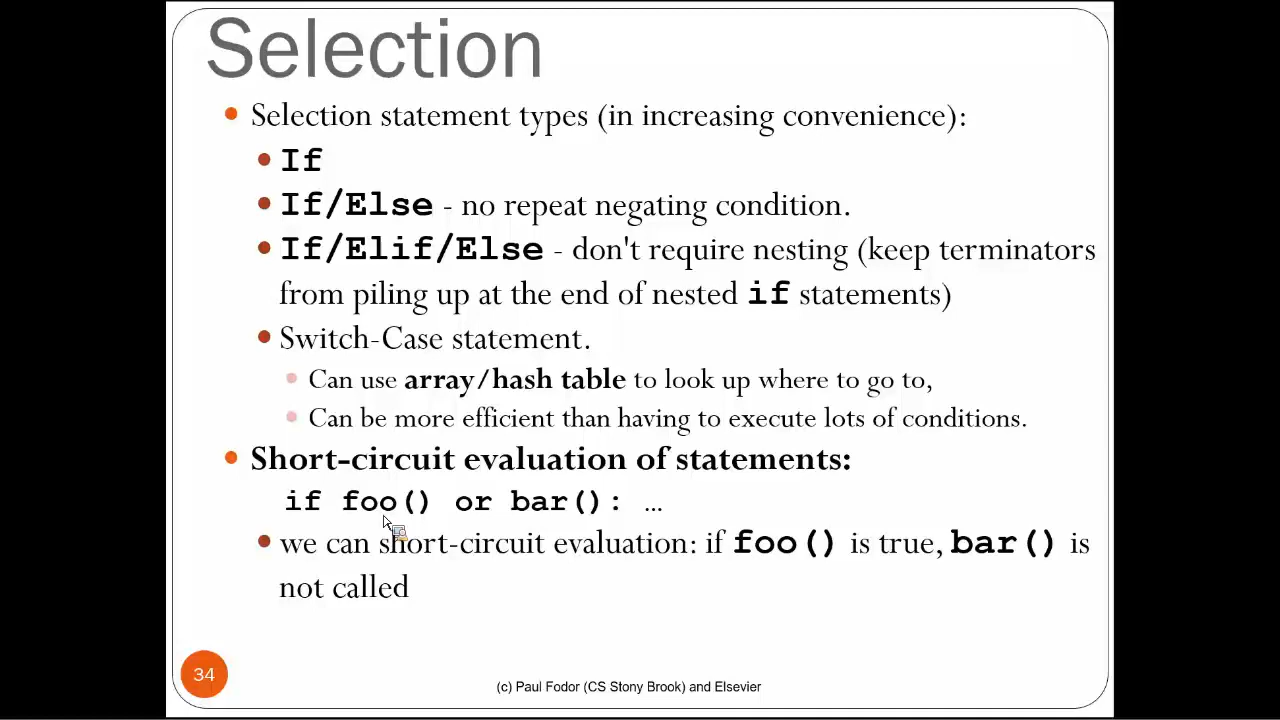 Selection
• Selection statement types (in increasing convenience):
• If
• If/Else - no repeat negating condition.
• If/Elif/Else - don't require nesting (keep terminators
from piling up at the end of nested if statements)
• Switch-Case statement.
• Can use array/hash table to look up where to go to,
• Can be more efficient than having to execute lots of conditions.
• Short-circuit evaluation of statements:
if foo() or bar(): ...
• we can short-circuit evaluation: if foo() is true, bar() is
not called
34
(c) Paul Fodor (CS Stony Brook) and Elsevier